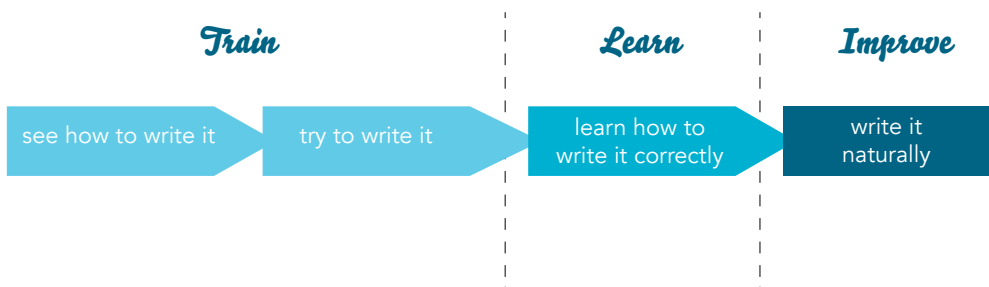 Train
Learn
Improve
see how to write it
try to write it
learn how to
write it correctly
write it
naturally